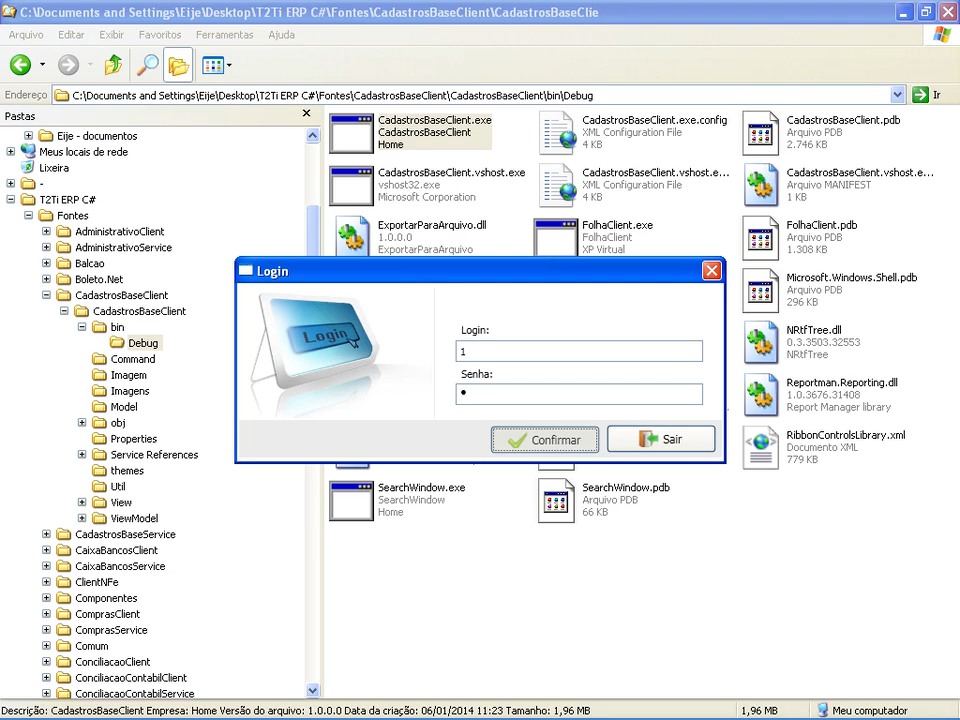 C:\Documents and Settings\Eije\Desktop\T2Ti ERP C#\Fontes\CadastrosBaseClient\CadastrosBaseClie
Arquivo Editar Exibir Favoritos Ferramentas Ajuda
Endereço C:\Documents and Settings\Eije\Desktop\T2Ti ERP C#\Fontes\CadastrosBaseClient\CadastrosBaseClient\bin\Debug Ir
Pastas
Eije - documentos
Meus locais de rede
Lixeira
-
T2Ti ERP C#
Fontes
AdministrativoClient
AdministrativoService
Balcao
Boleto.Net
CadastrosBaseClient
CadastrosBaseClient
bin
Debug
Command
Imagem
Imagens
Model
obj
Properties
Service References
themes
Util
View
ViewModel
CadastrosBaseService
CaixaBancosClient
CaixaBancosService
ClientNFe
Componentes
ComprasClient
ComprasService
Comum
ConciliacaoClient
ConciliacaoContabilClient
ConciliacaoContabilService
CadastrosBaseClient.exe
CadastrosBaseClient
Home
CadastrosBaseClient.exe.config
XML Configuration File
4 KB
CadastrosBaseClient.pdb
Arquivo PDB
2.746 KB
CadastrosBaseClient.vshost.exe
vshost32.exe
Microsoft Corporation
CadastrosBaseClient.vshost.e...
XML Configuration File
4 KB
CadastrosBaseClient.vshost.e...
Arquivo MANIFEST
1 KB
ExportarParaArquivo.dll
1.0.0.0
ExportarParaArquivo
FolhaClient.exe
FolhaClient
XP Virtual
FolhaClient.pdb
Arquivo PDB
1.308 KB
Microsoft.Windows.Shell.pdb
Arquivo PDB
296 KB
NRtfTree.dll
0.3.3503.32553
NRtfTree
Reportman.Reporting.dll
1.0.3676.31408
Report Manager library
RibbonControlsLibrary.xml
Documento XML
779 KB
SearchWindow.exe
SearchWindow
Home
SearchWindow.pdb
Arquivo PDB
66 KB
Login
Login
Login:
1
Senha:
Confirmar
Sair
Descrição: CadastrosBaseClient Empresa: Home Versão do arquivo: 1.0.0.0 Data da criação: 06/01/2014 11:23 Tamanho: 1,96 MB 1,96 MB Meu computador